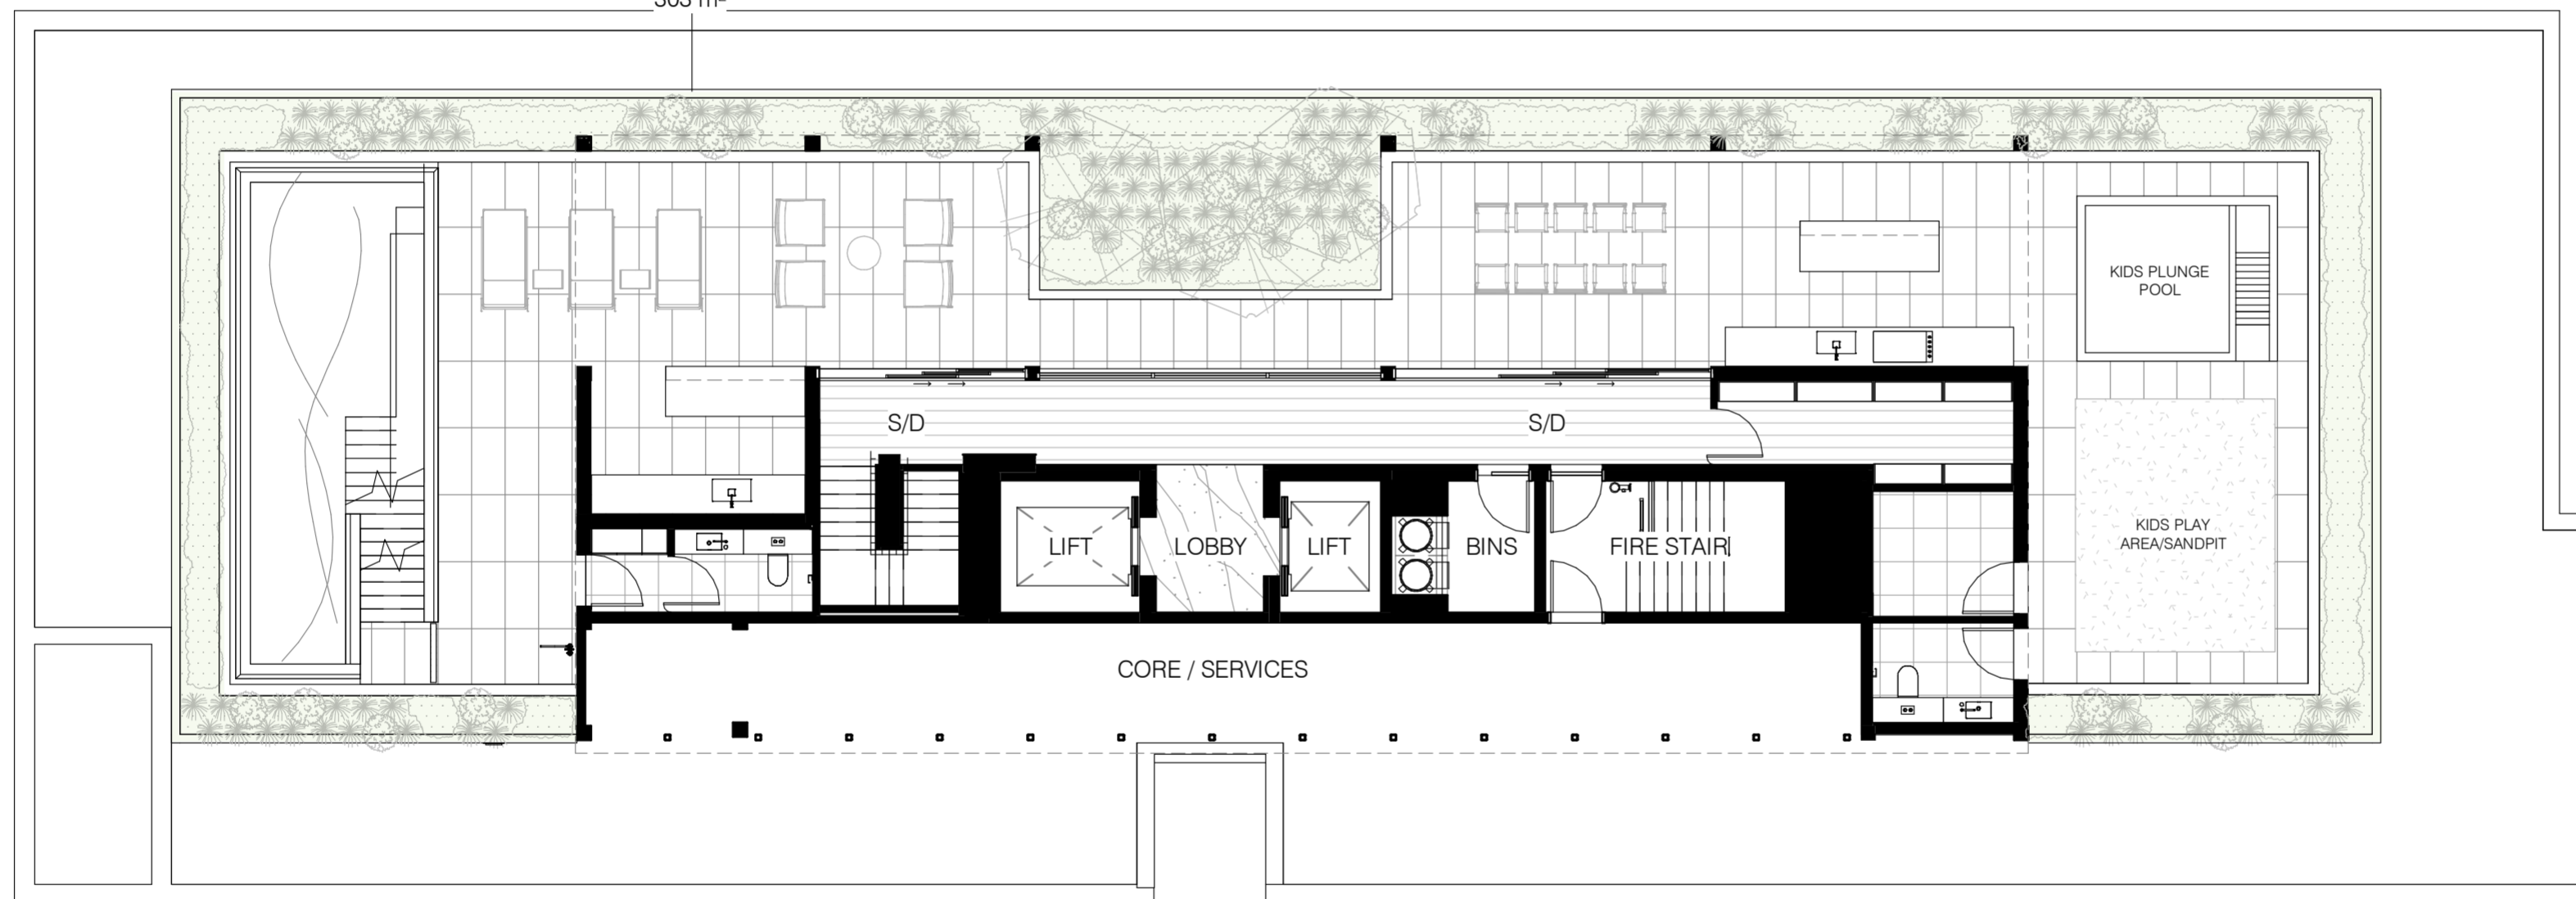 KIDS PLUNGE
POOL
S/D
S/D
LIFT
LOBBY
LIFT
BINS
FIRE STAIR
KIDS PLAY
AREA/SANDPIT
CORE / SERVICES